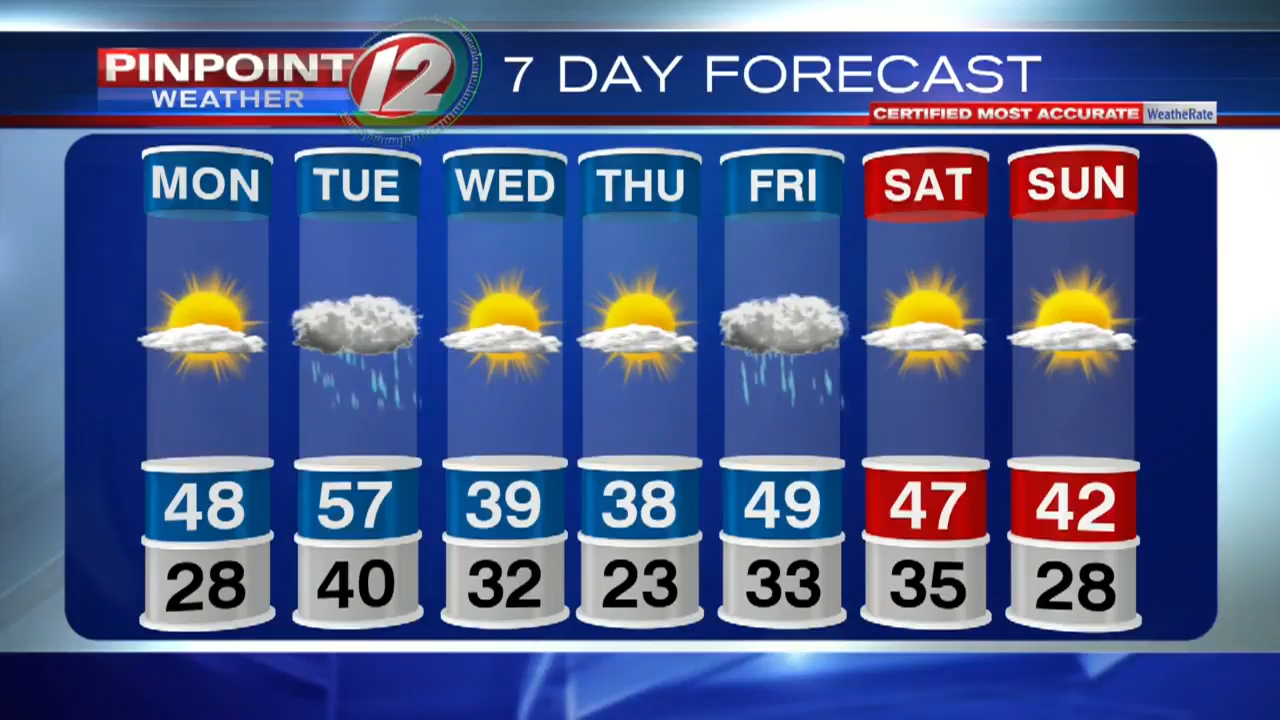 PINPOINT 12 7 DAY FORECAST
WEATHER
CERTIFIED MOST ACCURATE WeatheRate
MON TUE WED THU FRI SAT SUN
48 57 39 38 49 47 42
28 40 32 23 33 35 28